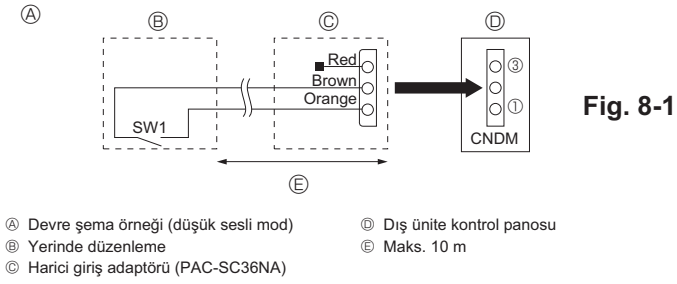 Ⓐ
Ⓑ
Ⓒ
Ⓓ
Red
Brown
Orange
③
①
SW1
CNDM
Fig. 8-1
Ⓔ
Ⓐ Devre şema örneği (düşük sesli mod)
Ⓑ Yerinde düzenleme
Ⓒ Harici giriş adaptörü (PAC-SC36NA)
Ⓓ Dış ünite kontrol panosu
Ⓔ Maks. 10 m